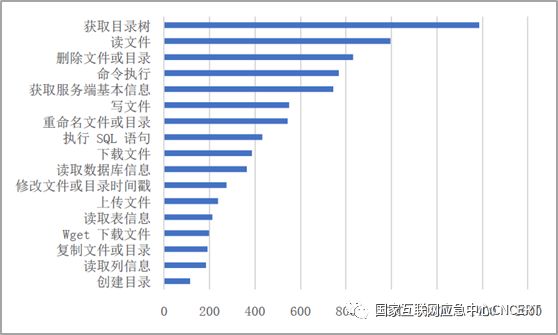 获取目录树
读文件
删除文件或目录
命令执行
获取服务端基本信息
写文件
重命名文件或目录
执行 SQL 语句
下载文件
读取数据库信息
修改文件或目录时间戳
上传文件
读取表信息
Wget 下载文件
复制文件或目录
读取列信息
创建目录
0 200 400 600 800
国家互联网应急中心CNCERT